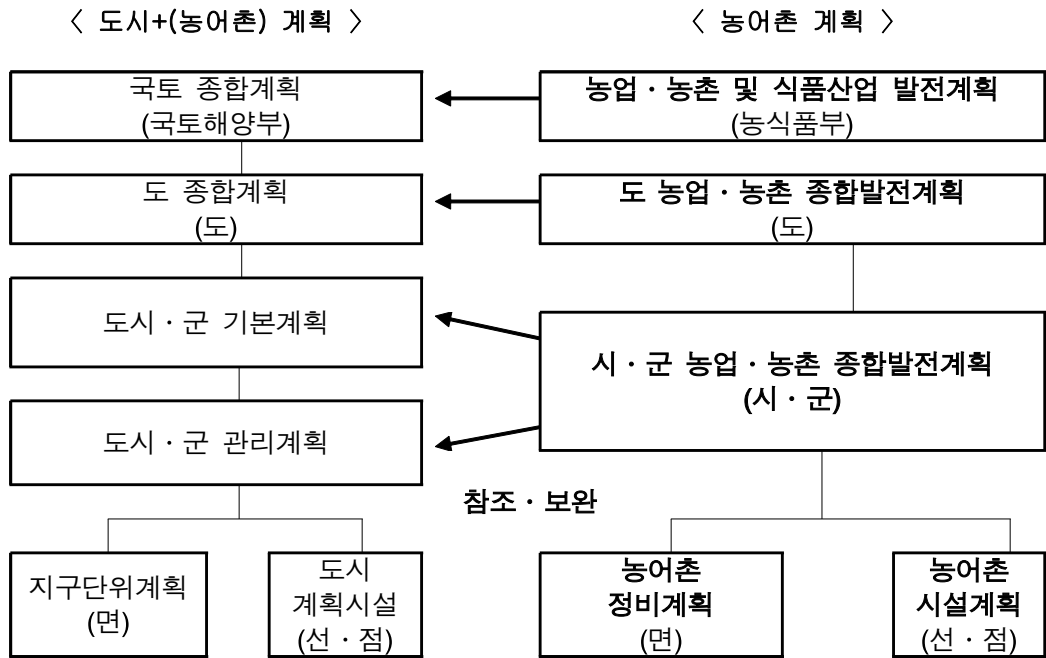 〈 도시+(농어촌) 계획 〉
〈 농어촌 계획 〉
국토 종합계획
(국토해양부)
농업·농촌 및 식품산업 발전계획
(농식품부)
도 종합계획
(도)
도 농업·농촌 종합발전계획
(도)
도시·군 기본계획
시·군 농업·농촌 종합발전계획
(시·군)
도시·군 관리계획
참조·보완
지구단위계획
(면)
도시
계획시설
(선·점)
농어촌
정비계획
(면)
농어촌
시설계획
(선·점)